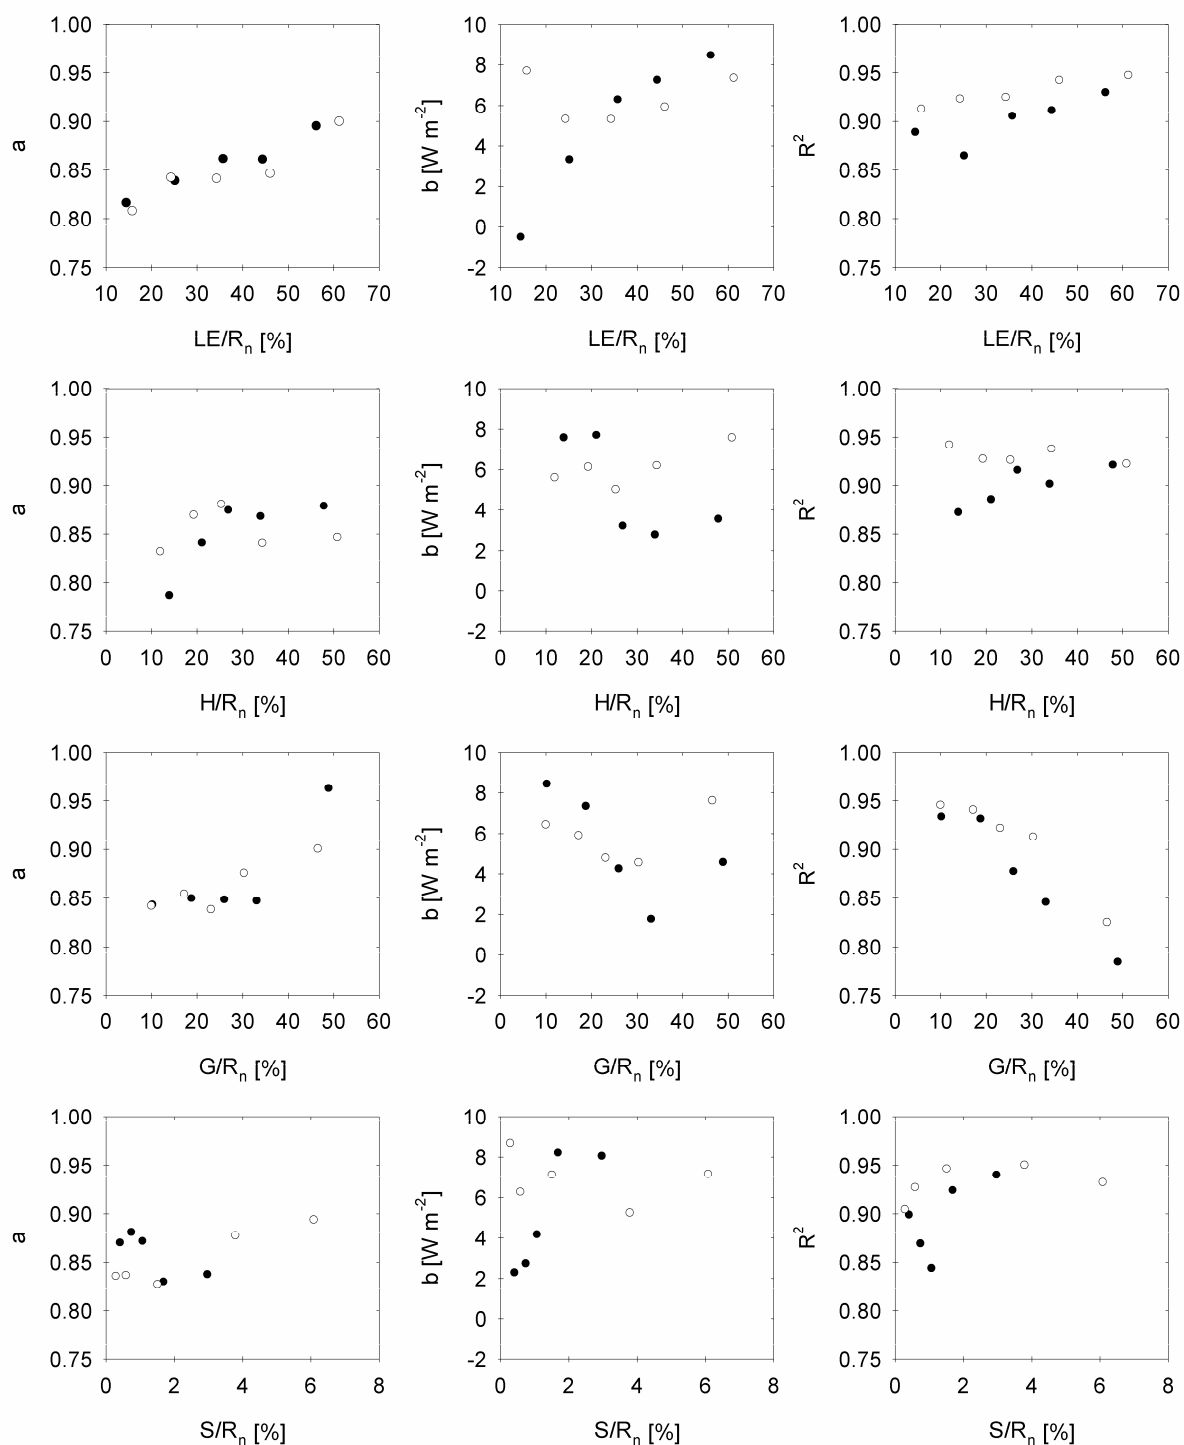 1.00 0.95 0.90 0.85 0.80 0.75
a
10 20 30 40 50 60 70
LE/Rn [%]
10 8 6 4 2 0 -2
b [W m-2]
10 20 30 40 50 60 70
LE/Rn [%]
1.00 0.95 0.90 0.85 0.80 0.75
R2
10 20 30 40 50 60 70
LE/Rn [%]
1.00 0.95 0.90 0.85 0.80 0.75
a
0 10 20 30 40 50 60
H/Rn [%]
10 8 6 4 2 0 -2
b [W m-2]
0 10 20 30 40 50 60
H/Rn [%]
1.00 0.95 0.90 0.85 0.80 0.75
R2
0 10 20 30 40 50 60
H/Rn [%]
1.00 0.95 0.90 0.85 0.80 0.75
a
0 10 20 30 40 50 60
G/Rn [%]
10 8 6 4 2 0 -2
b [W m-2]
0 10 20 30 40 50 60
G/Rn [%]
1.00 0.95 0.90 0.85 0.80 0.75
R2
0 10 20 30 40 50 60
G/Rn [%]
1.00 0.95 0.90 0.85 0.80 0.75
a
0 2 4 6 8
S/Rn [%]
10 8 6 4 2 0 -2
b [W m-2]
0 2 4 6 8
S/Rn [%]
1.00 0.95 0.90 0.85 0.80 0.75
R2
0 2 4 6 8
S/Rn [%]